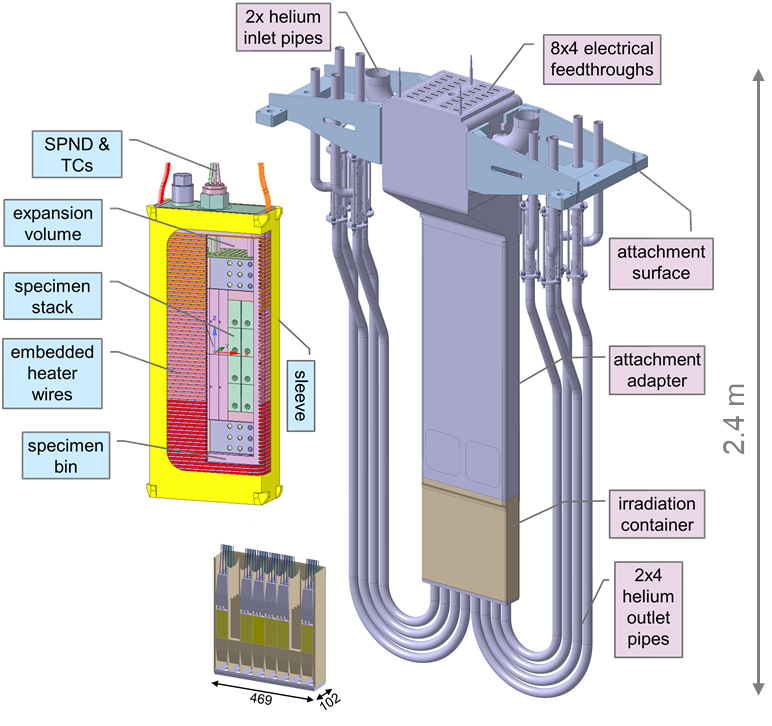 2x helium
inlet pipes
8x4 electrical
feedthroughs
SPND &
TCs
expansion
volume
specimen
stack
embedded
heater
wires
specimen
bin
sleeve
attachment
surface
attachment
adapter
2.4 m
irradiation
container
2x4
helium
outlet
pipes
469
102